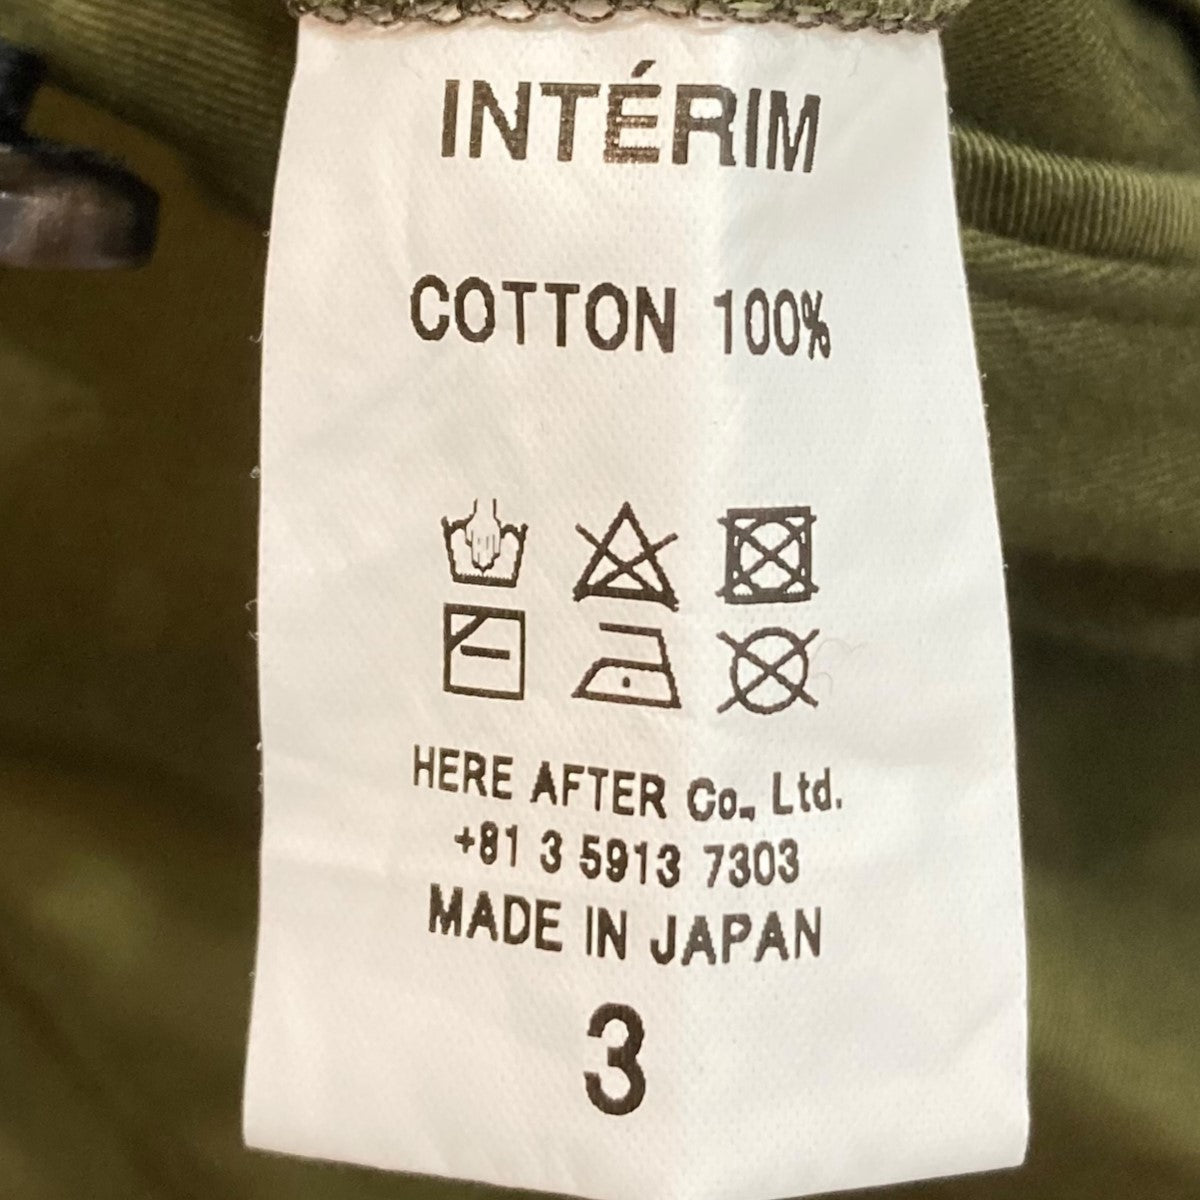 INTÉRIM
COTTON 100%
HERE AFTER Co., Ltd.
+81 3 5913 7303
MADE IN JAPAN
3